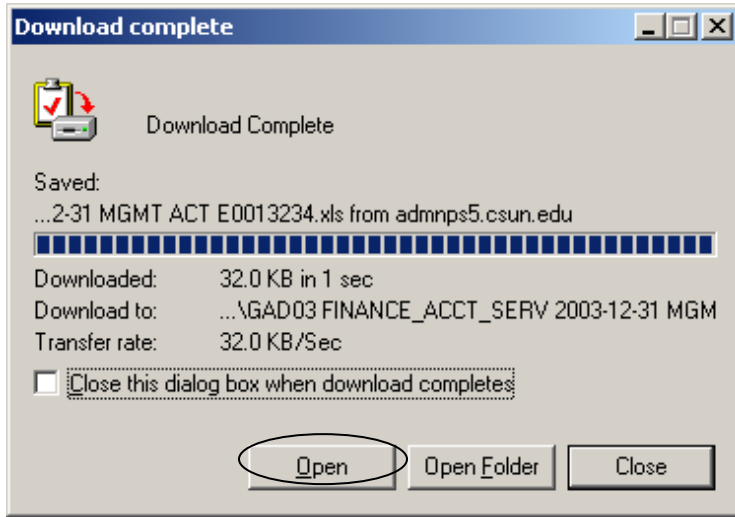 Download complete
Download Complete
Saved:
...2-31 MGMT ACT E0013234.xls from admnps5.csun.edu
Downloaded: 32.0 KB in 1 sec
Download to: ...\GAD03 FINANCE_ACCT_SERV 2003-12-31 MGM
Transfer rate: 32.0 KB/Sec
Close this dialog box when download completes
Open Open Folder Close